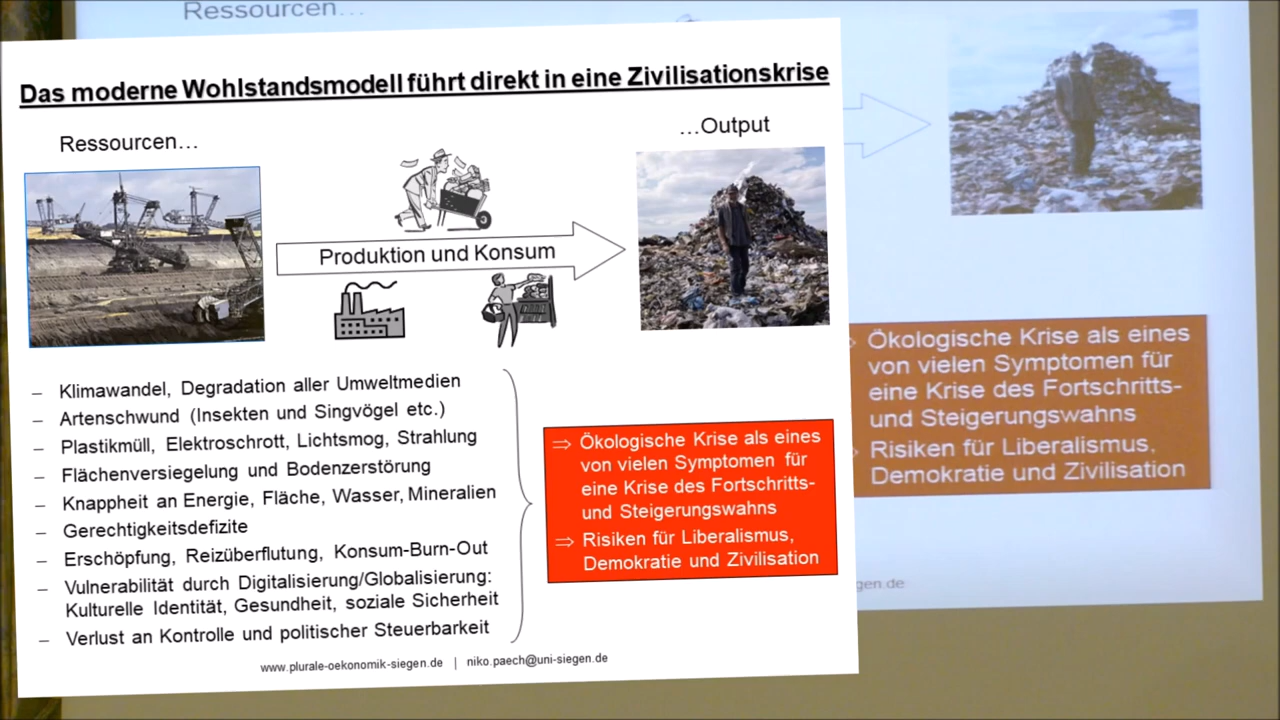 Ressourcen…
Das moderne Wohlstandsmodell führt direkt in eine Zivilisationskrise
Ressourcen…
…Output
Produktion und Konsum
– Klimawandel, Degradation aller Umweltmedien
– Artenschwund (Insekten und Singvögel etc.)
– Plastikmüll, Elektroschrott, Lichtsmog, Strahlung
– Flächenversiegelung und Bodenzerstörung
– Knappheit an Energie, Fläche, Wasser, Mineralien
– Gerechtigkeitsdefizite
– Erschöpfung, Reizüberflutung, Konsum-Burn-Out
– Vulnerabilität durch Digitalisierung/Globalisierung:
Kulturelle Identität, Gesundheit, soziale Sicherheit
– Verlust an Kontrolle und politischer Steuerbarkeit
⇒ Ökologische Krise als eines
von vielen Symptomen für
eine Krise des Fortschritts-
und Steigerungswahns
⇒ Risiken für Liberalismus,
Demokratie und Zivilisation
www.plurale-oekonomik-siegen.de | niko.paech@uni-siegen.de
Ökologische Krise als eines
von vielen Symptomen für
eine Krise des Fortschritts-
und Steigerungswahns
Risiken für Liberalismus,
Demokratie und Zivilisation
gen.de